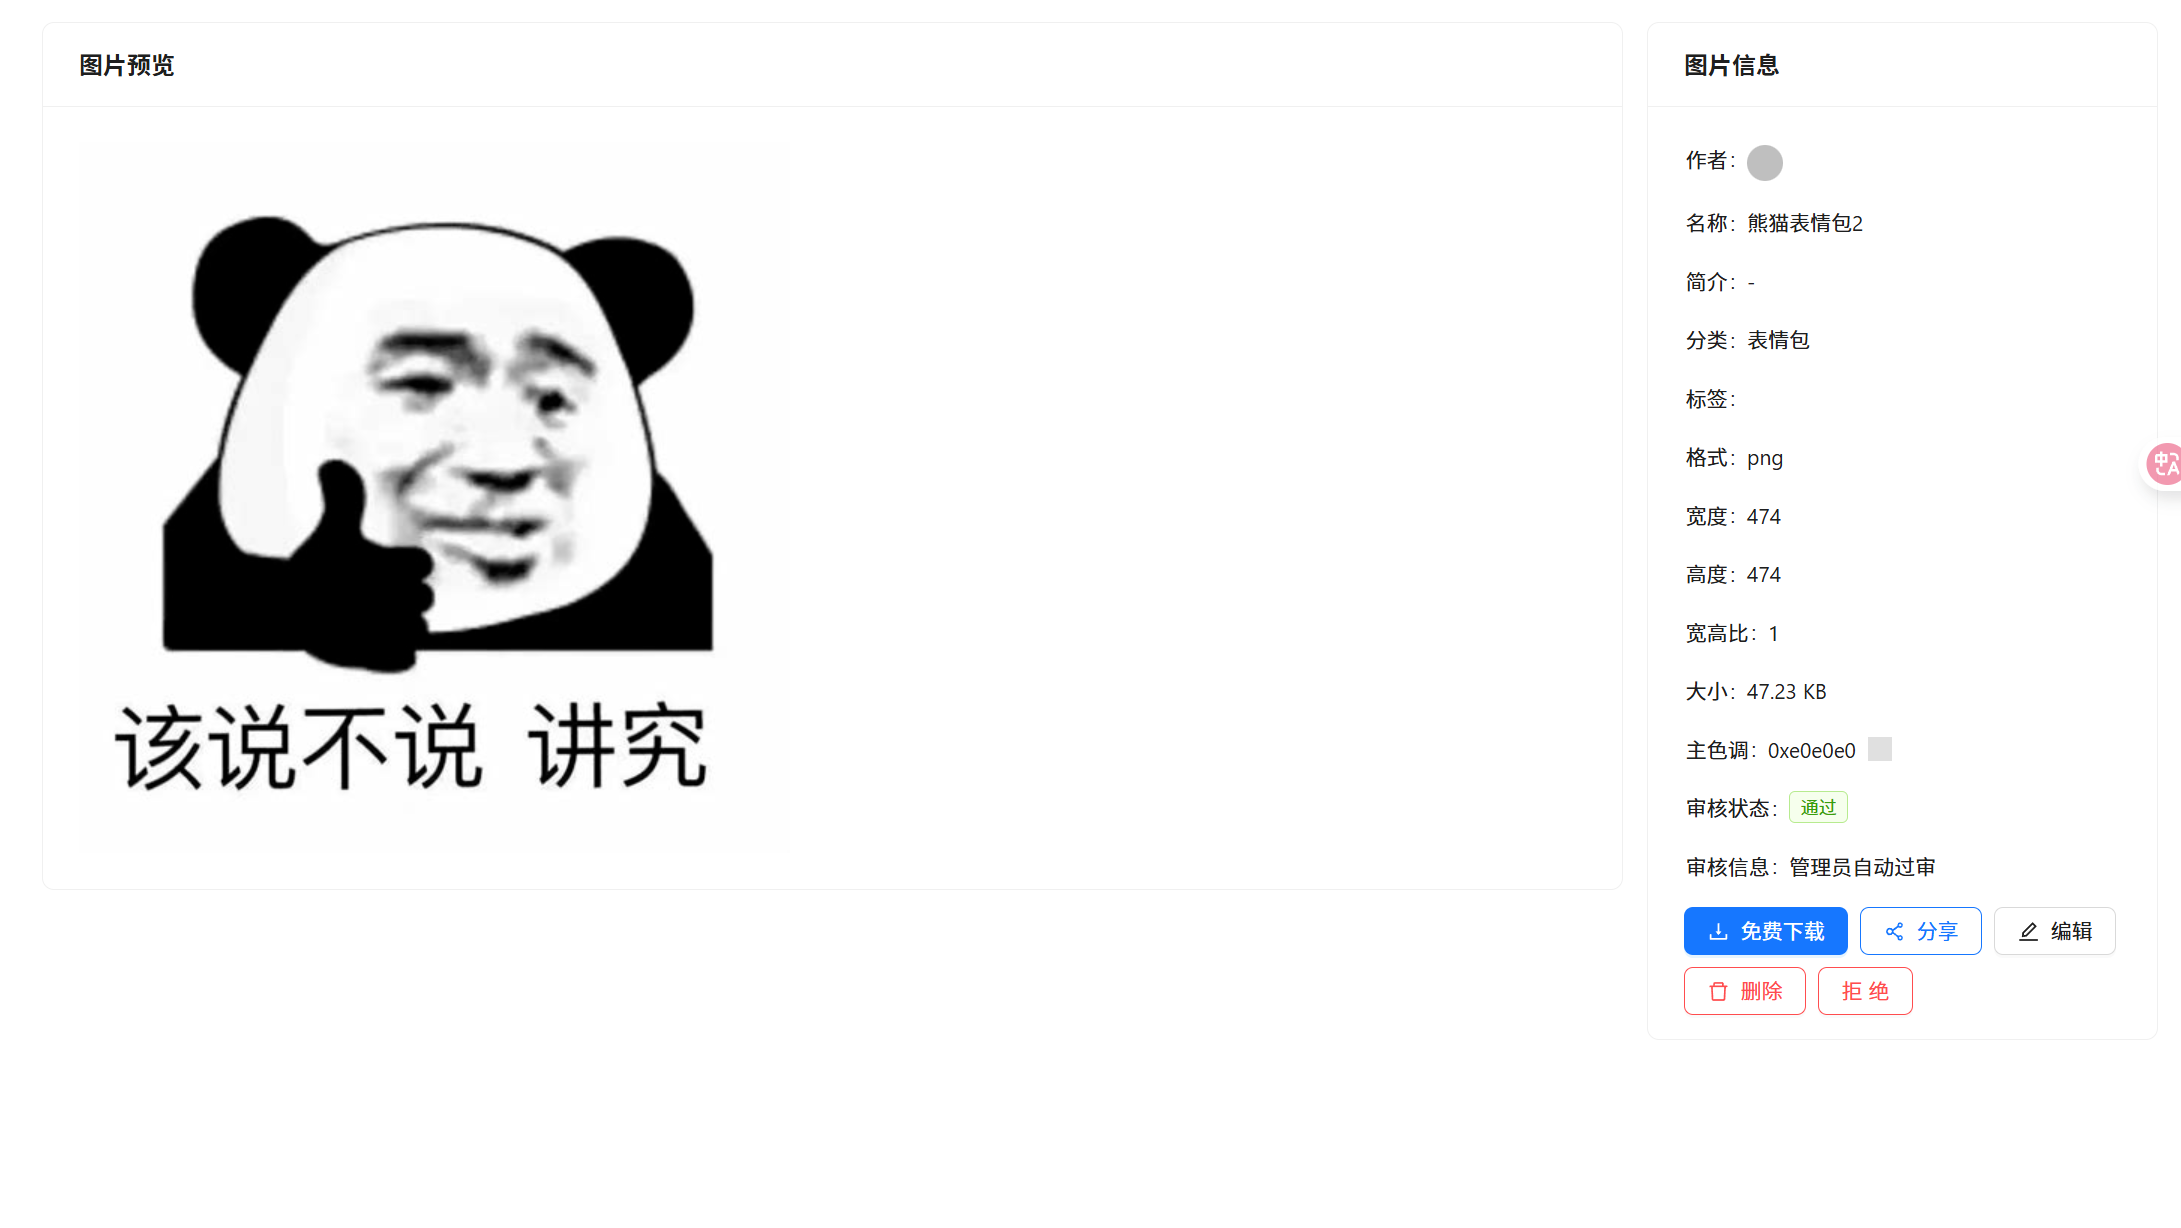 图片预览
该说不说 讲究
图片信息
作者：
名称：熊猫表情包2
简介：-
分类：表情包
标签：
格式：png
宽度：474
高度：474
宽高比：1
大小：47.23 KB
主色调：0xe0e0e0
审核状态：通过
审核信息：管理员自动过审
免费下载 分享 编辑
删除 拒 绝
中A